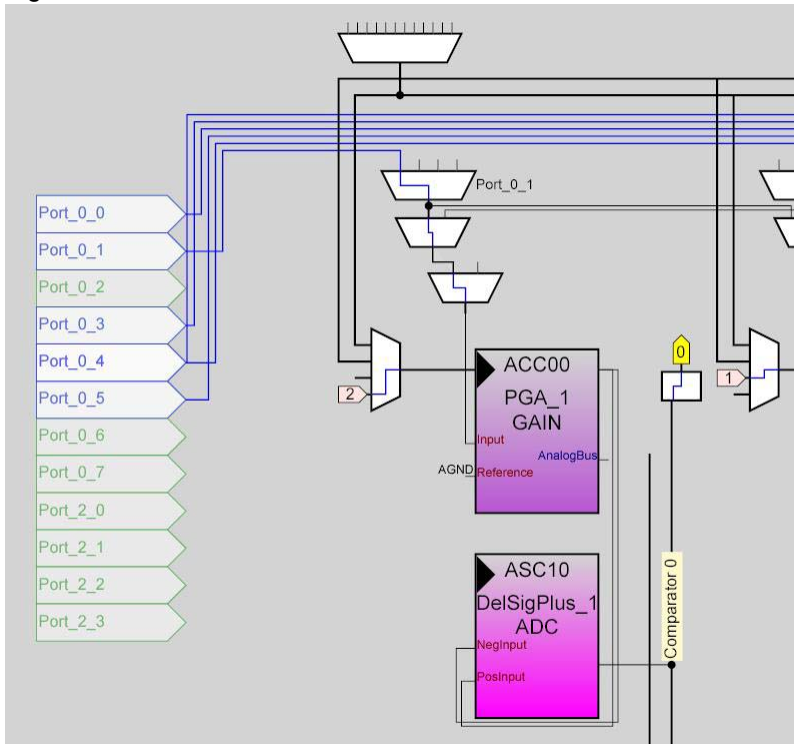 Port_0_1
Port_0_0
Port_0_1
Port_0_2
Port_0_3
Port_0_4
Port_0_5
Port_0_6
Port_0_7
Port_2_0
Port_2_1
Port_2_2
Port_2_3
2
ACC00
PGA_1
GAIN
Input
AnalogBus
AGND
Reference
0
1
ASC10
DelSigPlus_1
ADC
NegInput
PosInput
Comparator 0